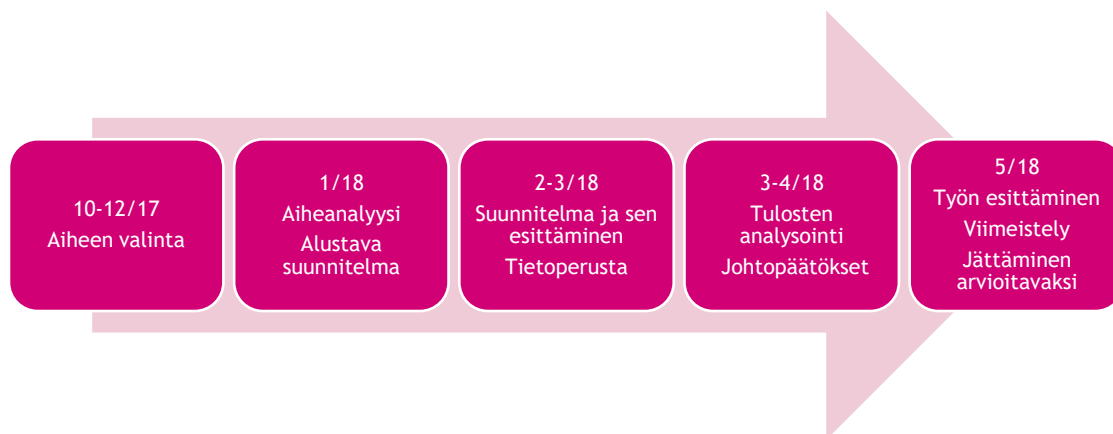 10-12/17
Aiheen valinta
1/18
Aiheanalyysi
Alustava
suunnitelma
2-3/18
Suunnitelma ja sen
esittäminen
Tietoperusta
3-4/18
Tulosten
analysointi
Johtopäätökset
5/18
Työn esittäminen
Viimeistely
Jättäminen
arvioitavaksi